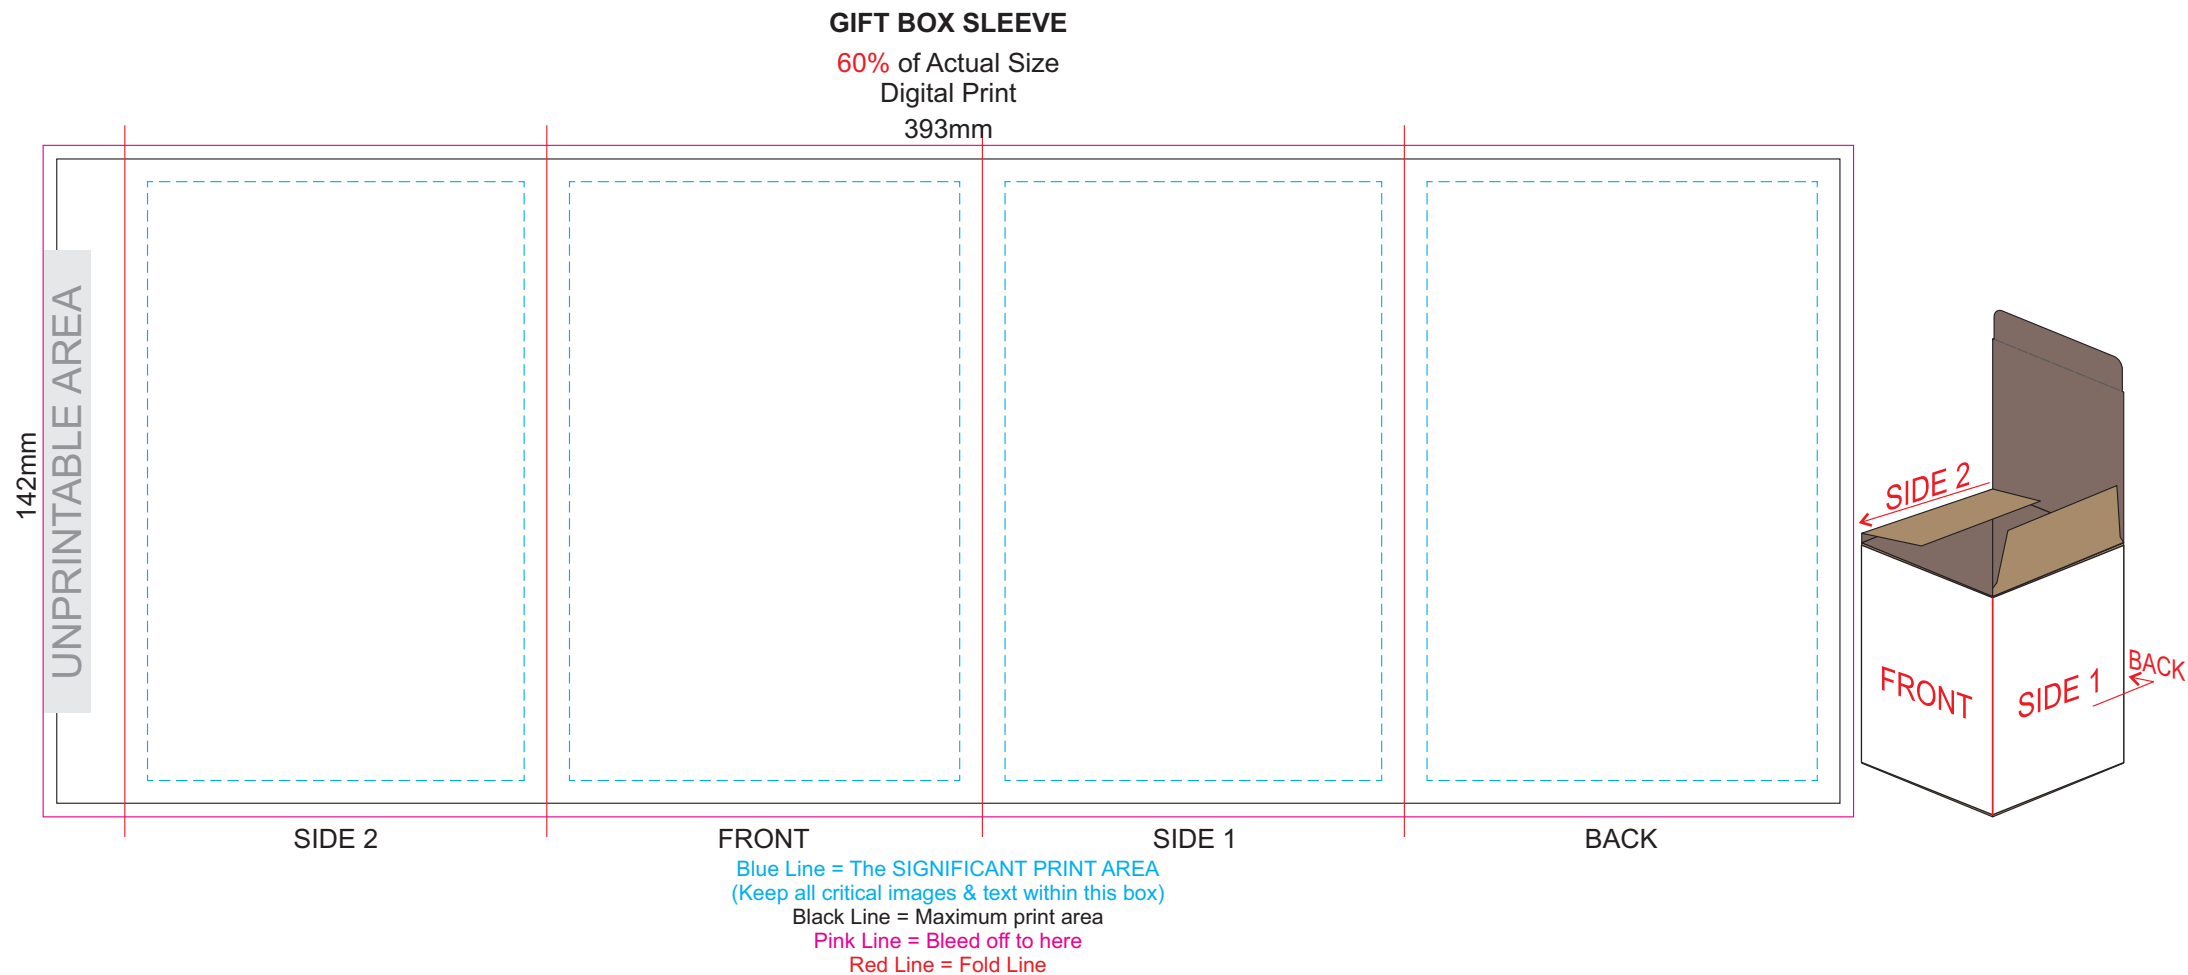 GIFT BOX SLEEVE
60% of Actual Size
Digital Print
393mm
142mm
UNPRINTABLE AREA
SIDE 2
FRONT
SIDE 1
BACK
SIDE 2
FRONT
SIDE 1
BACK
Blue Line = The SIGNIFICANT PRINT AREA
(Keep all critical images & text within this box)
Black Line = Maximum print area
Pink Line = Bleed off to here
Red Line = Fold Line